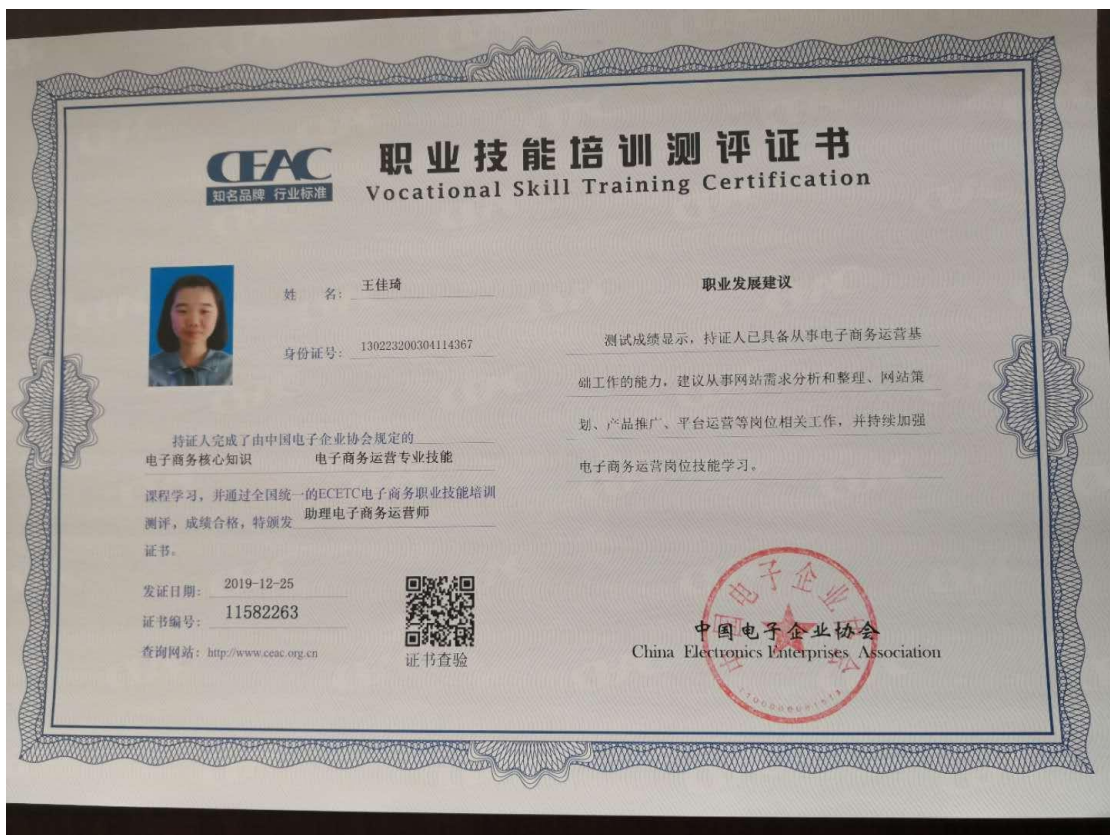 CEAC
知名品牌 行业标准
职业技能培训测评证书
Vocational Skill Training Certification
姓 名: 王佳琦
身份证号: 130223200304114367
持证人完成了由中国电子企业协会规定的
电子商务核心知识 电子商务运营专业技能
课程学习，并通过全国统一的ECETC电子商务职业技能培训
测评，成绩合格，特颁发 助理电子商务运营师
证书。
发证日期: 2019-12-25
证书编号: 11582263
查询网站: http://www.ceac.org.cn
证书查验
职业发展建议
测试成绩显示，持证人已具备从事电子商务运营基
础工作的能力，建议从事网站需求分析和整理、网站策
划、产品推广、平台运营等岗位相关工作，并持续加强
电子商务运营岗位技能学习。
中国电子企业协会
中国电子企业协会
China Electronics Enterprises Association